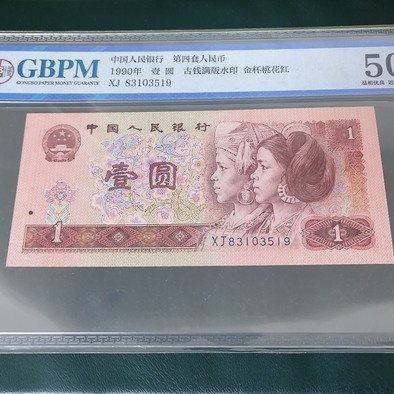 GBPM
GONGBO PAPER MONEY GUARANTY
中国人民银行 第四套人民币
1990年 壹 圆 古钱满版水印 金杯桃花红
XJ 83103519
50
中国人民银行
1
壹圆
1
1
XJ83103519